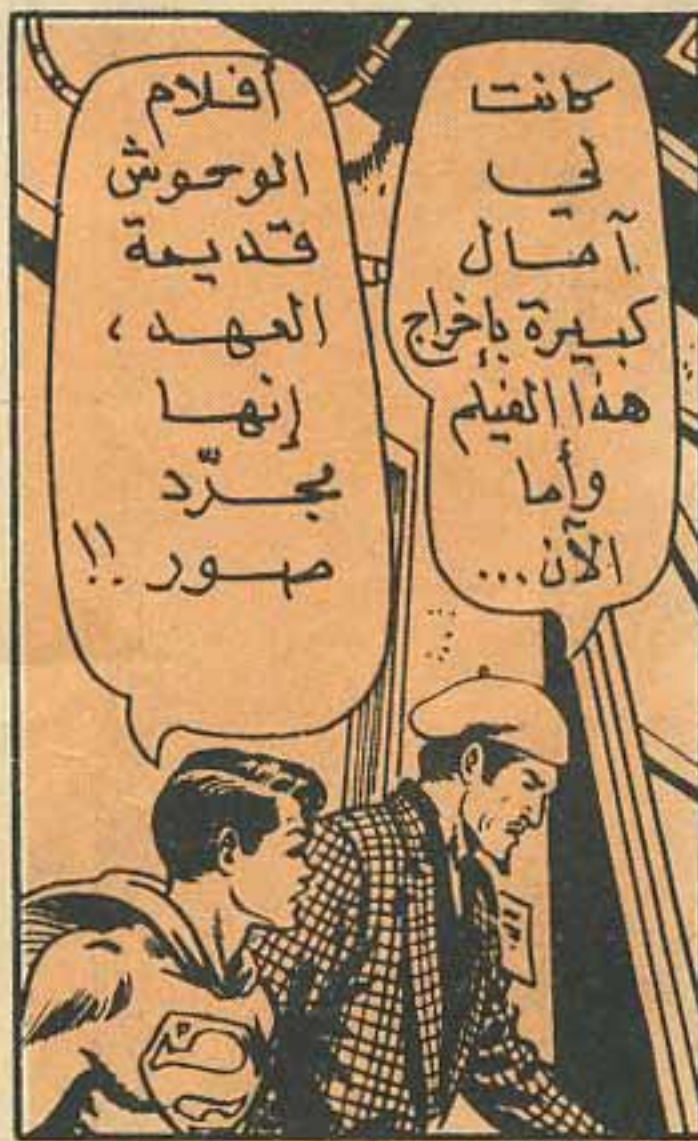 كانت
لي
آمال
كبيرة بإخراج
هذا الفيلم
وأما
الآن...
أفلام
الوحوش
قديمة
العهد،
إنها
مجرّد
صور !!